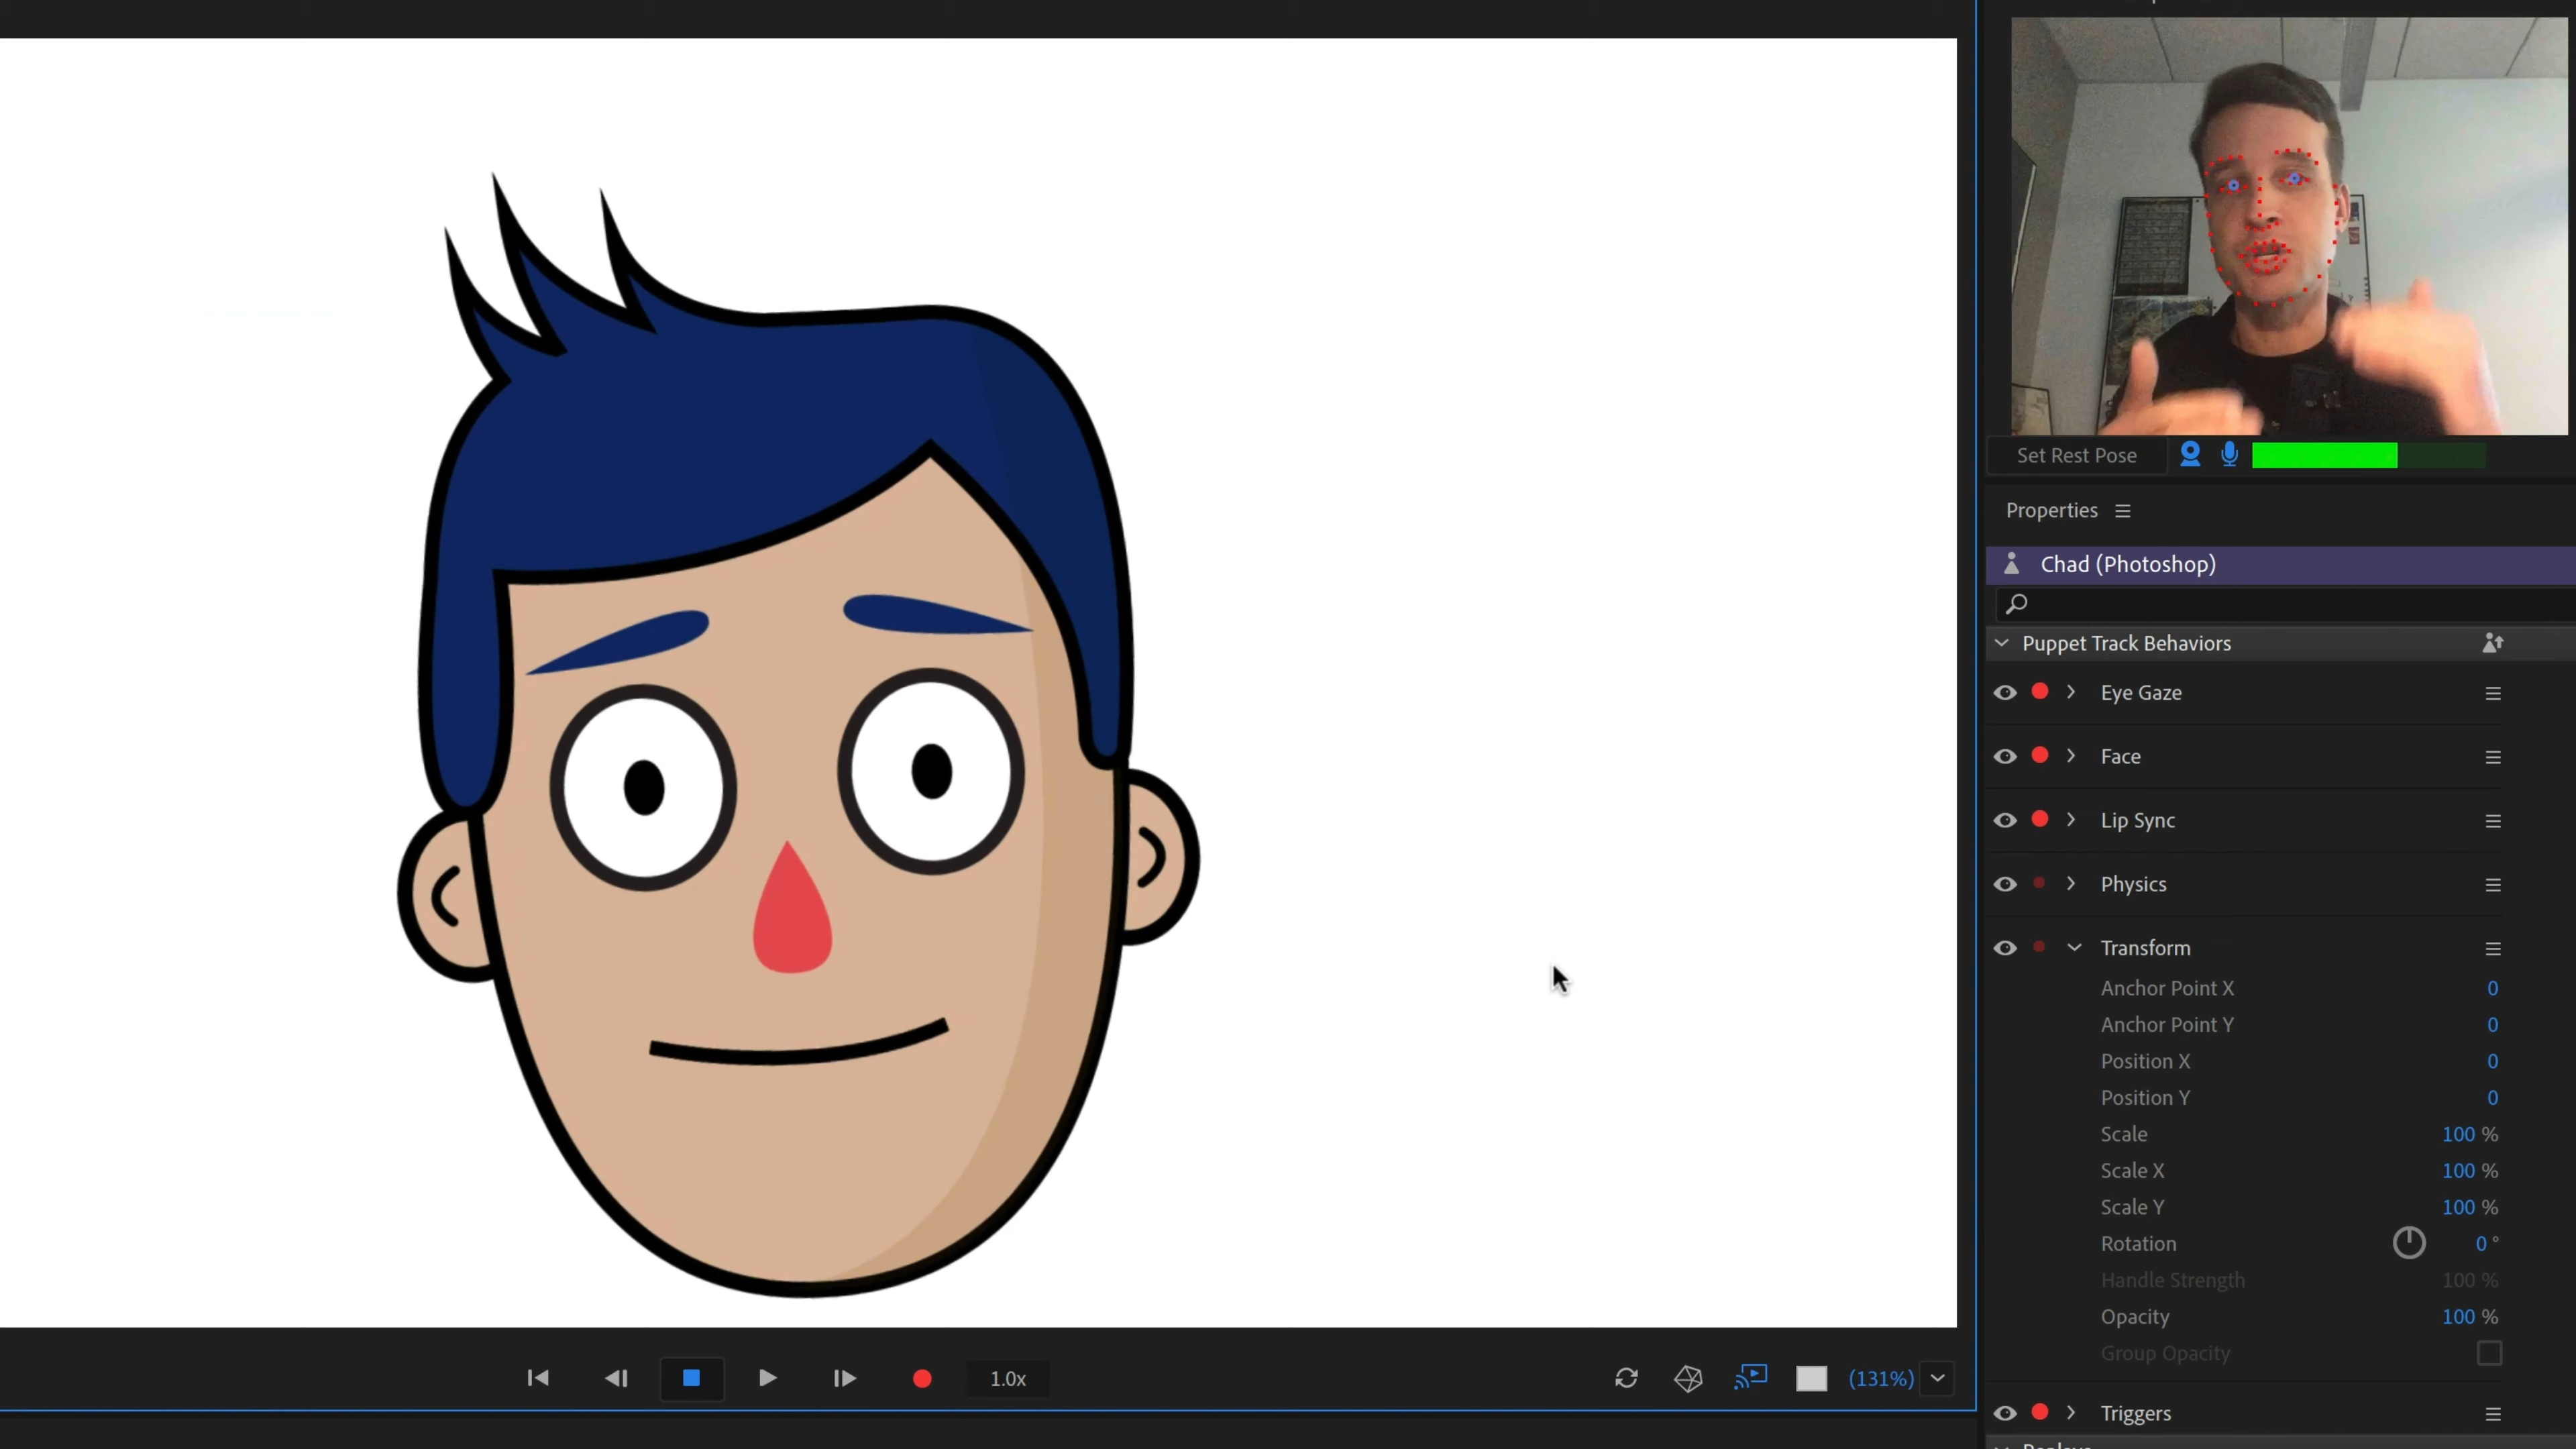 Set Rest Pose
Properties
Chad (Photoshop)
Puppet Track Behaviors
Eye Gaze
Face
Lip Sync
Physics
Transform
Anchor Point X 0
Anchor Point Y 0
Position X 0
Position Y 0
Scale 100 %
Scale X 100 %
Scale Y 100 %
Rotation 0 °
Handle Strength 100 %
Opacity 100 %
Group Opacity
1.0x (131%)
Triggers